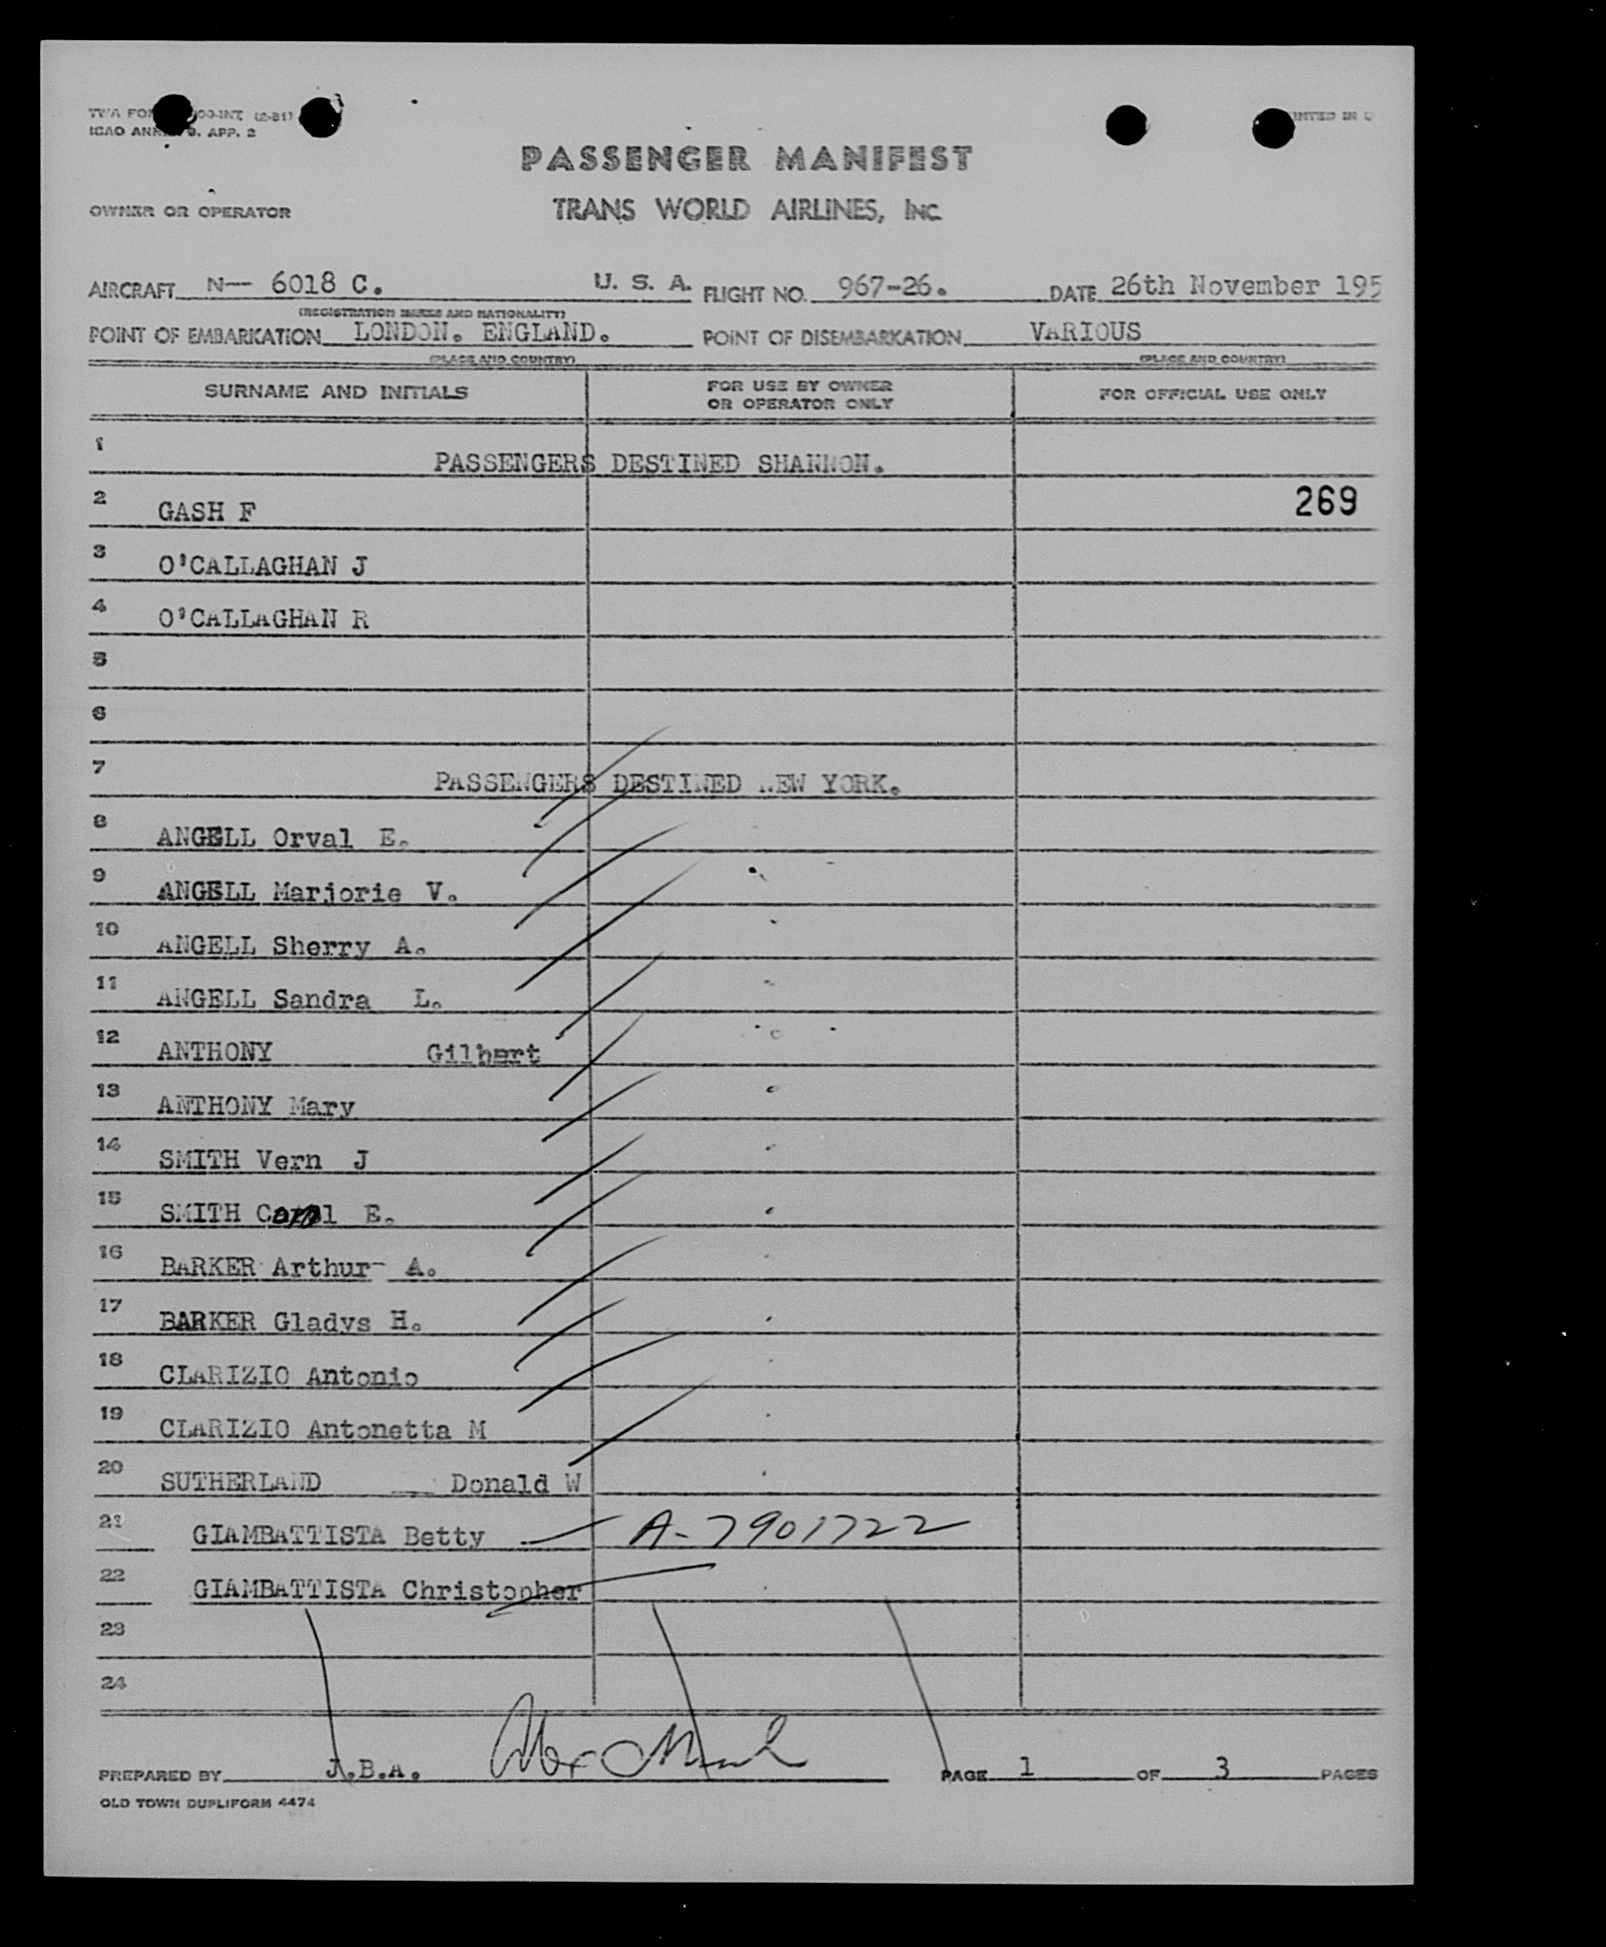 ICAO ANN 9, APP. 2
PASSENGER MANIFEST
OWNER OR OPERATOR
TRANS WORLD AIRLINES, INC
AIRCRAFT N— 6018 C. U. S. A. FLIGHT NO. 967-26. DATE 26th November 195
(REGISTRATION MARKS AND NATIONALITY)
POINT OF EMBARKATION LONDON. ENGLAND. POINT OF DISEMBARKATION VARIOUS
(PLACE AND COUNTRY) (PLACE AND COUNTRY)
SURNAME AND INITIALS FOR USE BY OWNER OR OPERATOR ONLY FOR OFFICIAL USE ONLY
1 PASSENGERS DESTINED SHANNON.
2 GASH F 269
3 O'CALLAGHAN J
4 O'CALLAGHAN R
5
6
7 PASSENGERS DESTINED NEW YORK.
8 ANGELL Orval E.
9 ANGELL Marjorie V.
10 ANGELL Sherry A.
11 ANGELL Sandra L.
12 ANTHONY Gilbert
13 ANTHONY Mary
14 SMITH Vern J
15 SMITH E.
16 BARKER Arthur A.
17 BARKER Gladys H.
18 CLARIZIO Antonio
19 CLARIZIO Antonetta M
20 SUTHERLAND Donald W
21 GIAMBATTISTA Betty A-7901722
22 GIAMBATTISTA Christopher
23
24
PREPARED BY J.B.A. PAGE 1 OF 3 PAGES
OLD TOWN DUPLIFORM 4474